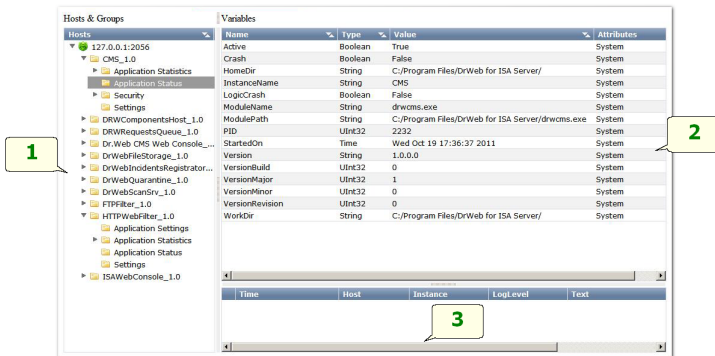 Hosts & Groups
Hosts
127.0.0.1:2056
CMS_1.0
Application Statistics
Application Status
Security
Settings
DRWComponentsHost_1.0
DRWRequestsQueue_1.0
Dr.Web CMS Web Console_...
DrWebFileStorage_1.0
DrWebIncidentsRegistrator...
DrWebQuarantine_1.0
DrWebScanSrv_1.0
FTPFilter_1.0
HTTPWebFilter_1.0
Application Settings
Application Statistics
Application Status
Settings
ISAWebConsole_1.0
1
Variables
Name Type Value Attributes
Active Boolean True System
Crash Boolean False System
HomeDir String C:/Program Files/DrWeb for ISA Server/ System
InstanceName String CMS System
LogicCrash Boolean False System
ModuleName String drwcms.exe System
ModulePath String C:/Program Files/DrWeb for ISA Server/drwcms.exe System
PID UInt32 2232 System
StartedOn Time Wed Oct 19 17:36:37 2011 System
Version String 1.0.0.0 System
VersionBuild UInt32 0 System
VersionMajor UInt32 1 System
VersionMinor UInt32 0 System
VersionRevision UInt32 0 System
WorkDir String C:/Program Files/DrWeb for ISA Server/ System
2
Time Host Instance LogLevel Text
3